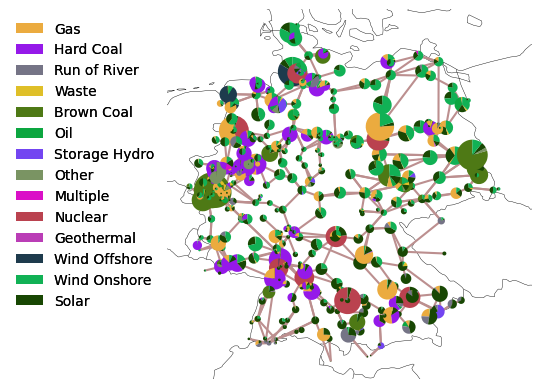 Gas
Hard Coal
Run of River
Waste
Brown Coal
Oil
Storage Hydro
Other
Multiple
Nuclear
Geothermal
Wind Offshore
Wind Onshore
Solar